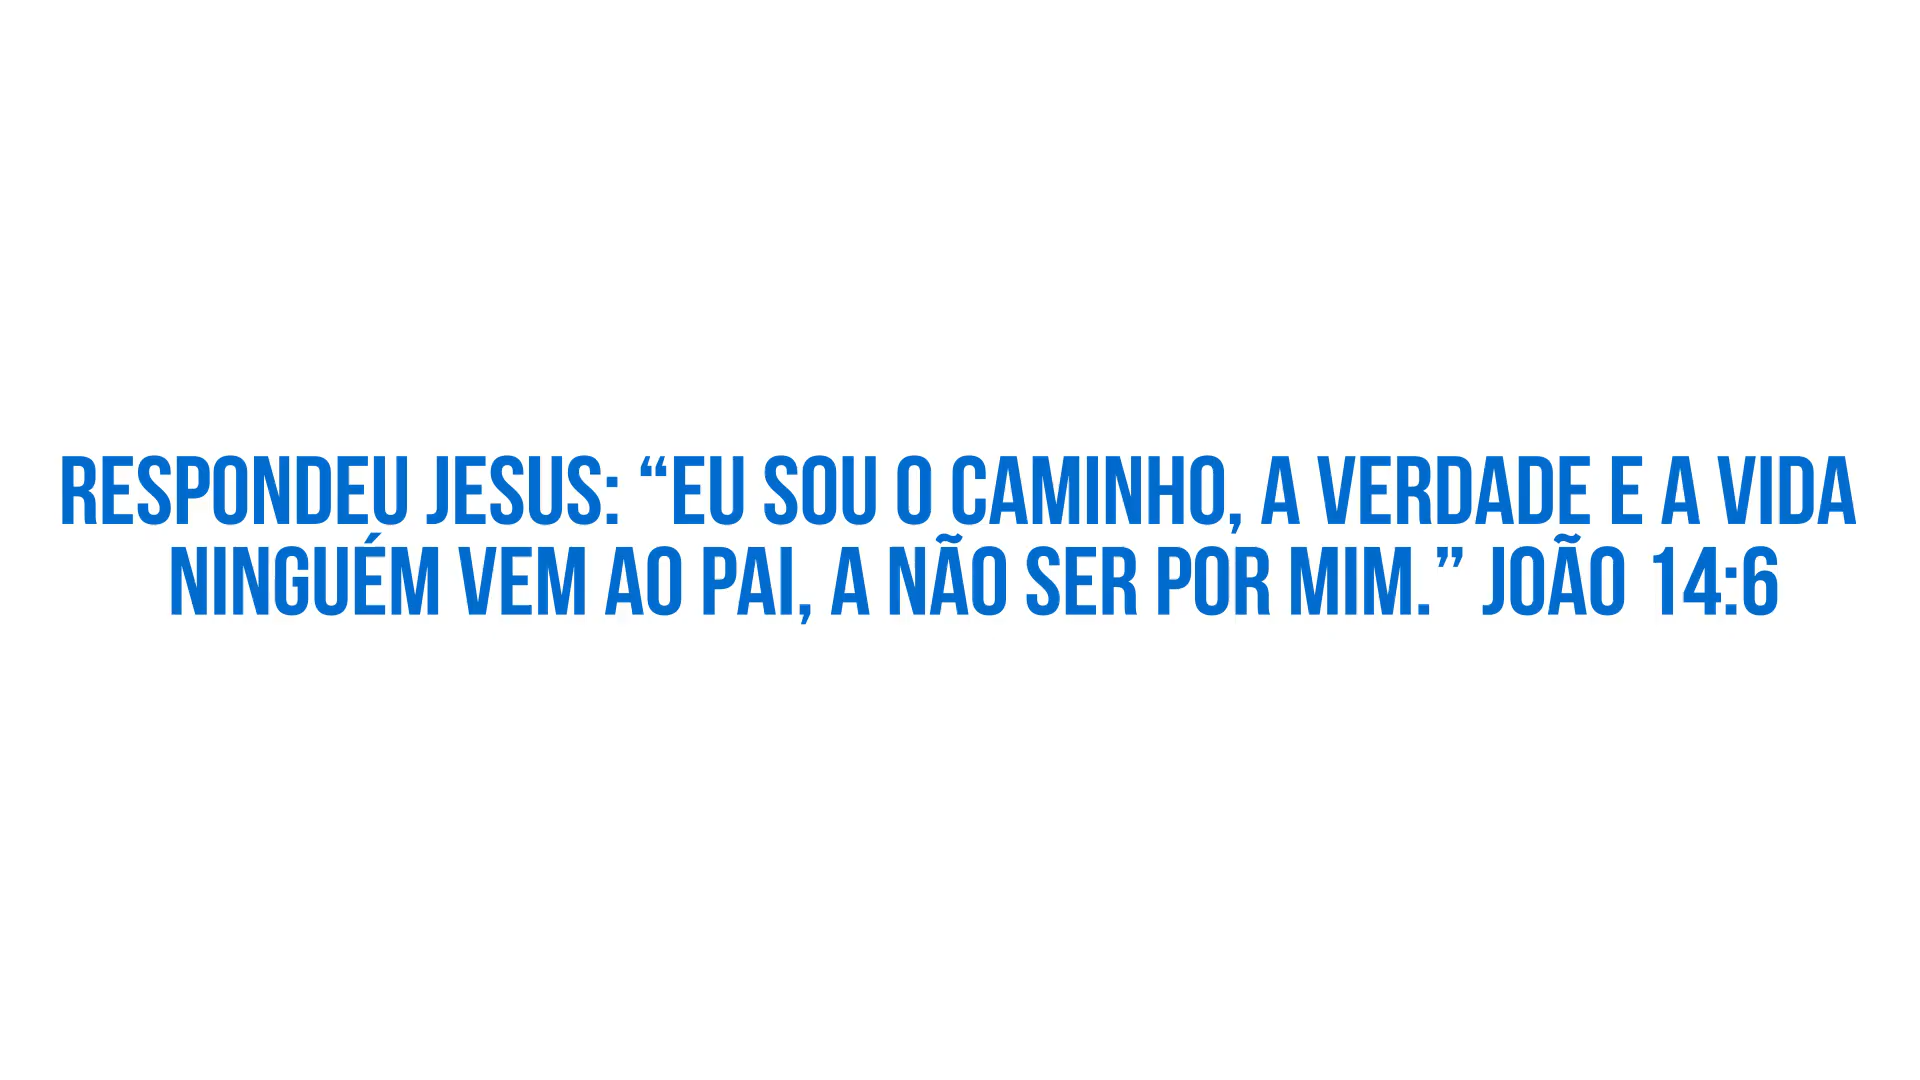 RESPONDEU JESUS: “EU SOU O CAMINHO, A VERDADE E A VIDA
NINGUÉM VEM AO PAI, A NÃO SER POR MIM.” JOÃO 14:6